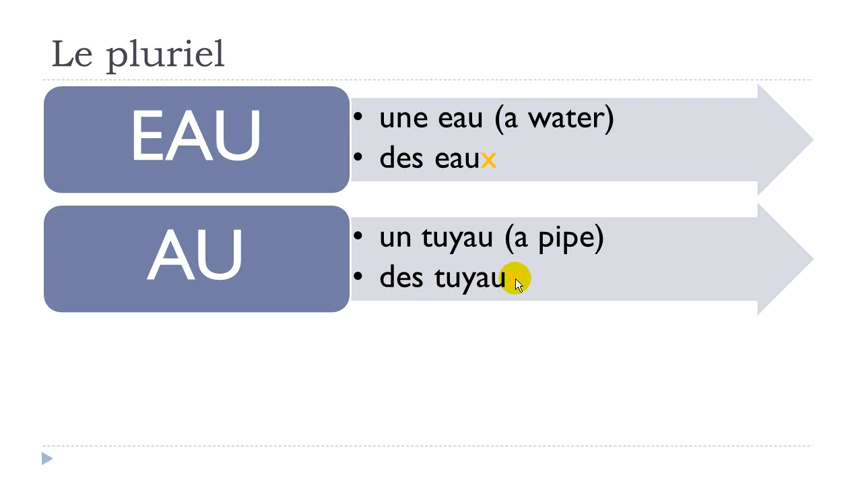 Le pluriel
EAU
• une eau (a water)
• des eaux
AU
• un tuyau (a pipe)
• des tuyau